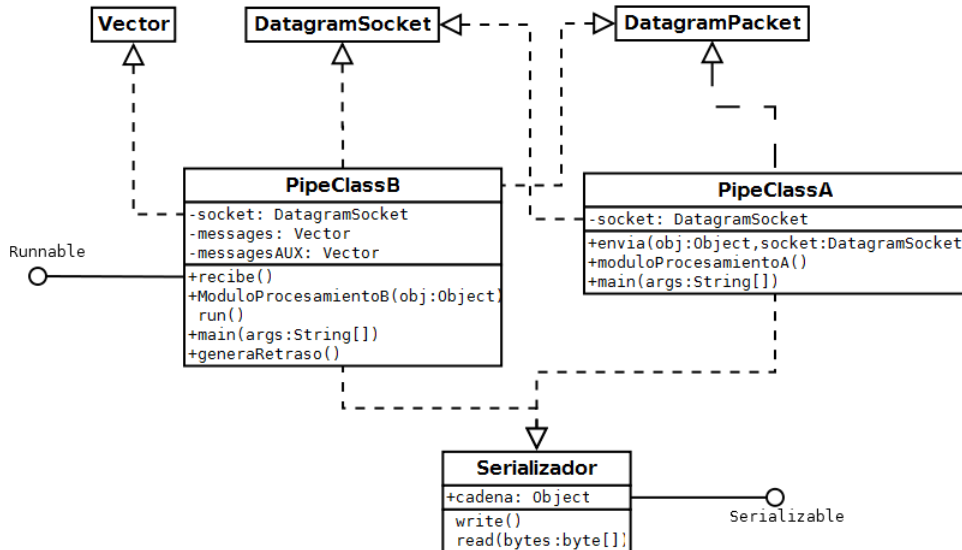 Vector
DatagramSocket
DatagramPacket
PipeClassB
-socket: DatagramSocket
-messages: Vector
-messagesAUX: Vector
+recibe()
+ModuloProcesamientoB(obj:Object)
run()
+main(args:String[])
+generaRetraso()
Runnable
PipeClassA
-socket: DatagramSocket
+envia(obj:Object,socket:DatagramSocket
+moduloProcesamientoA()
+main(args:String[])
Serializador
+cadena: Object
write()
read(bytes:byte[])
Serializable